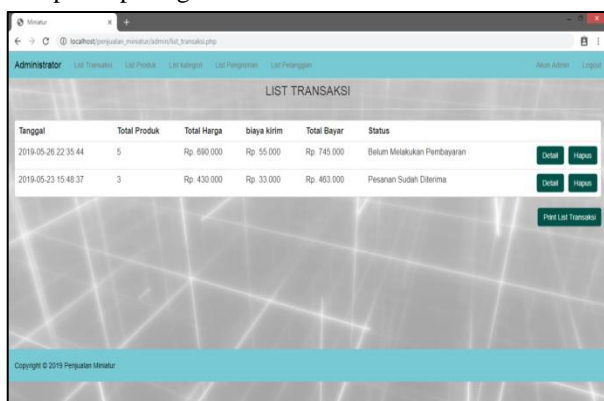 Miniatur
localhost/penjualan_miniatur/admin/list_transaksi.php
Administrator List Transaksi List Produk List kategori List Pengiriman List Pelanggan Akun Admin Logout
LIST TRANSAKSI
Tanggal Total Produk Total Harga biaya kirim Total Bayar Status
2019-05-26 22:35:44 5 Rp. 690.000 Rp. 55.000 Rp. 745.000 Belum Melakukan Pembayaran Detail Hapus
2019-05-23 15:48:37 3 Rp. 430.000 Rp. 33.000 Rp. 463.000 Pesanan Sudah Diterima Detail Hapus
Print List Transaksi
Copyright © 2019 Penjualan Miniatur